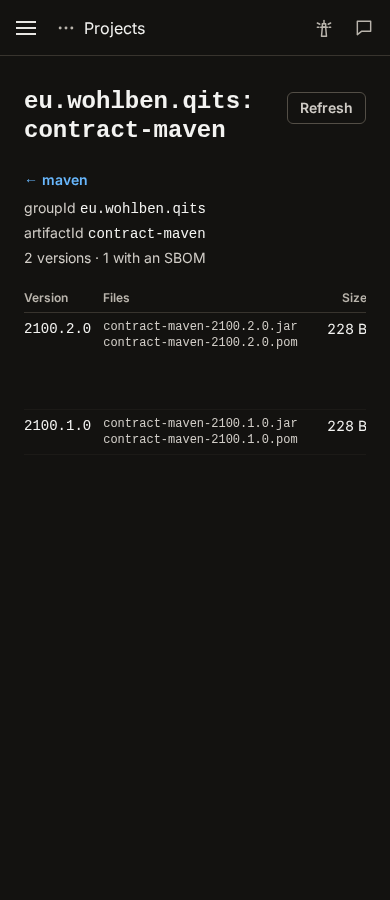 Projects
eu.wohlben.qits:
contract-maven
Refresh
← maven
groupId eu.wohlben.qits
artifactId contract-maven
2 versions · 1 with an SBOM
Version Files Size
2100.2.0 contract-maven-2100.2.0.jar 228 B
contract-maven-2100.2.0.pom
2100.1.0 contract-maven-2100.1.0.jar 228 B
contract-maven-2100.1.0.pom